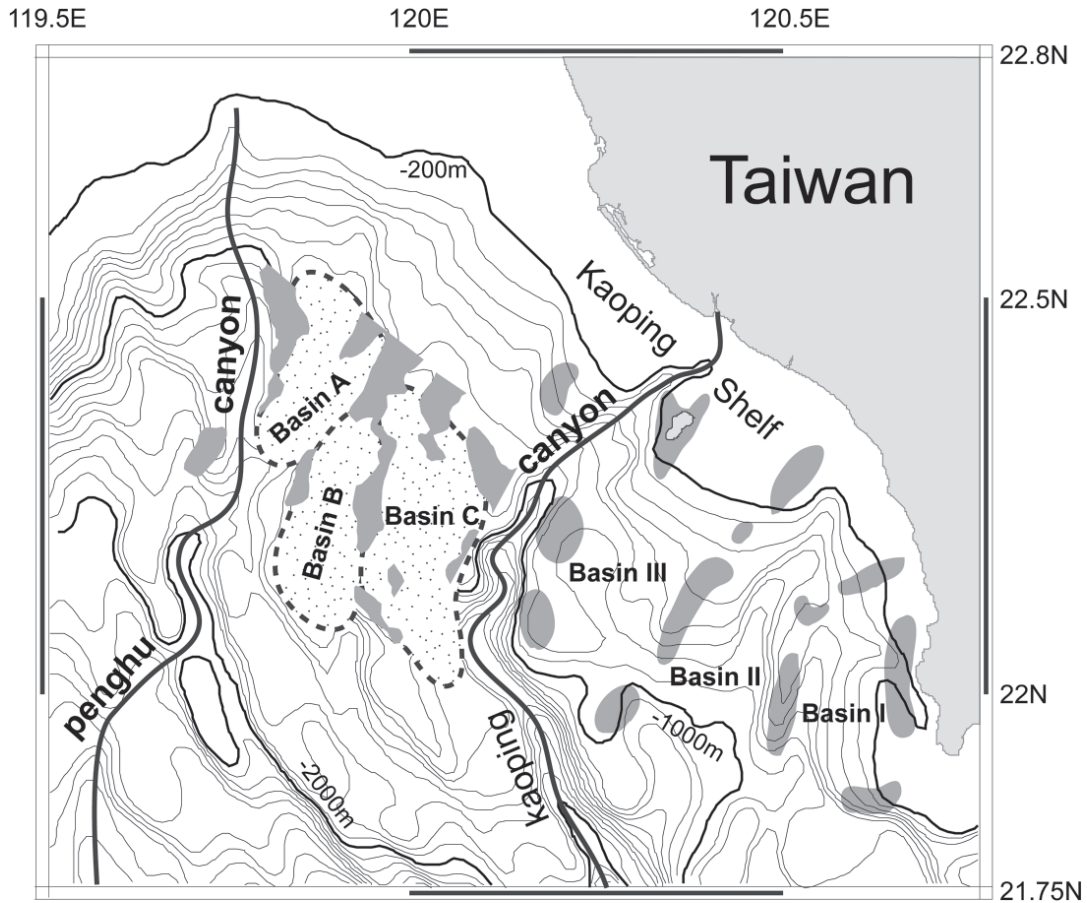 119.5E
120E
120.5E
22.8N
Taiwan
-200m
Kaoping
22.5N
canyon
Shelf
Basin A
canyon
Basin B
Basin C
Basin III
penghu
Basin II
22N
Basin I
-1000m
kaoping
-2000m
21.75N